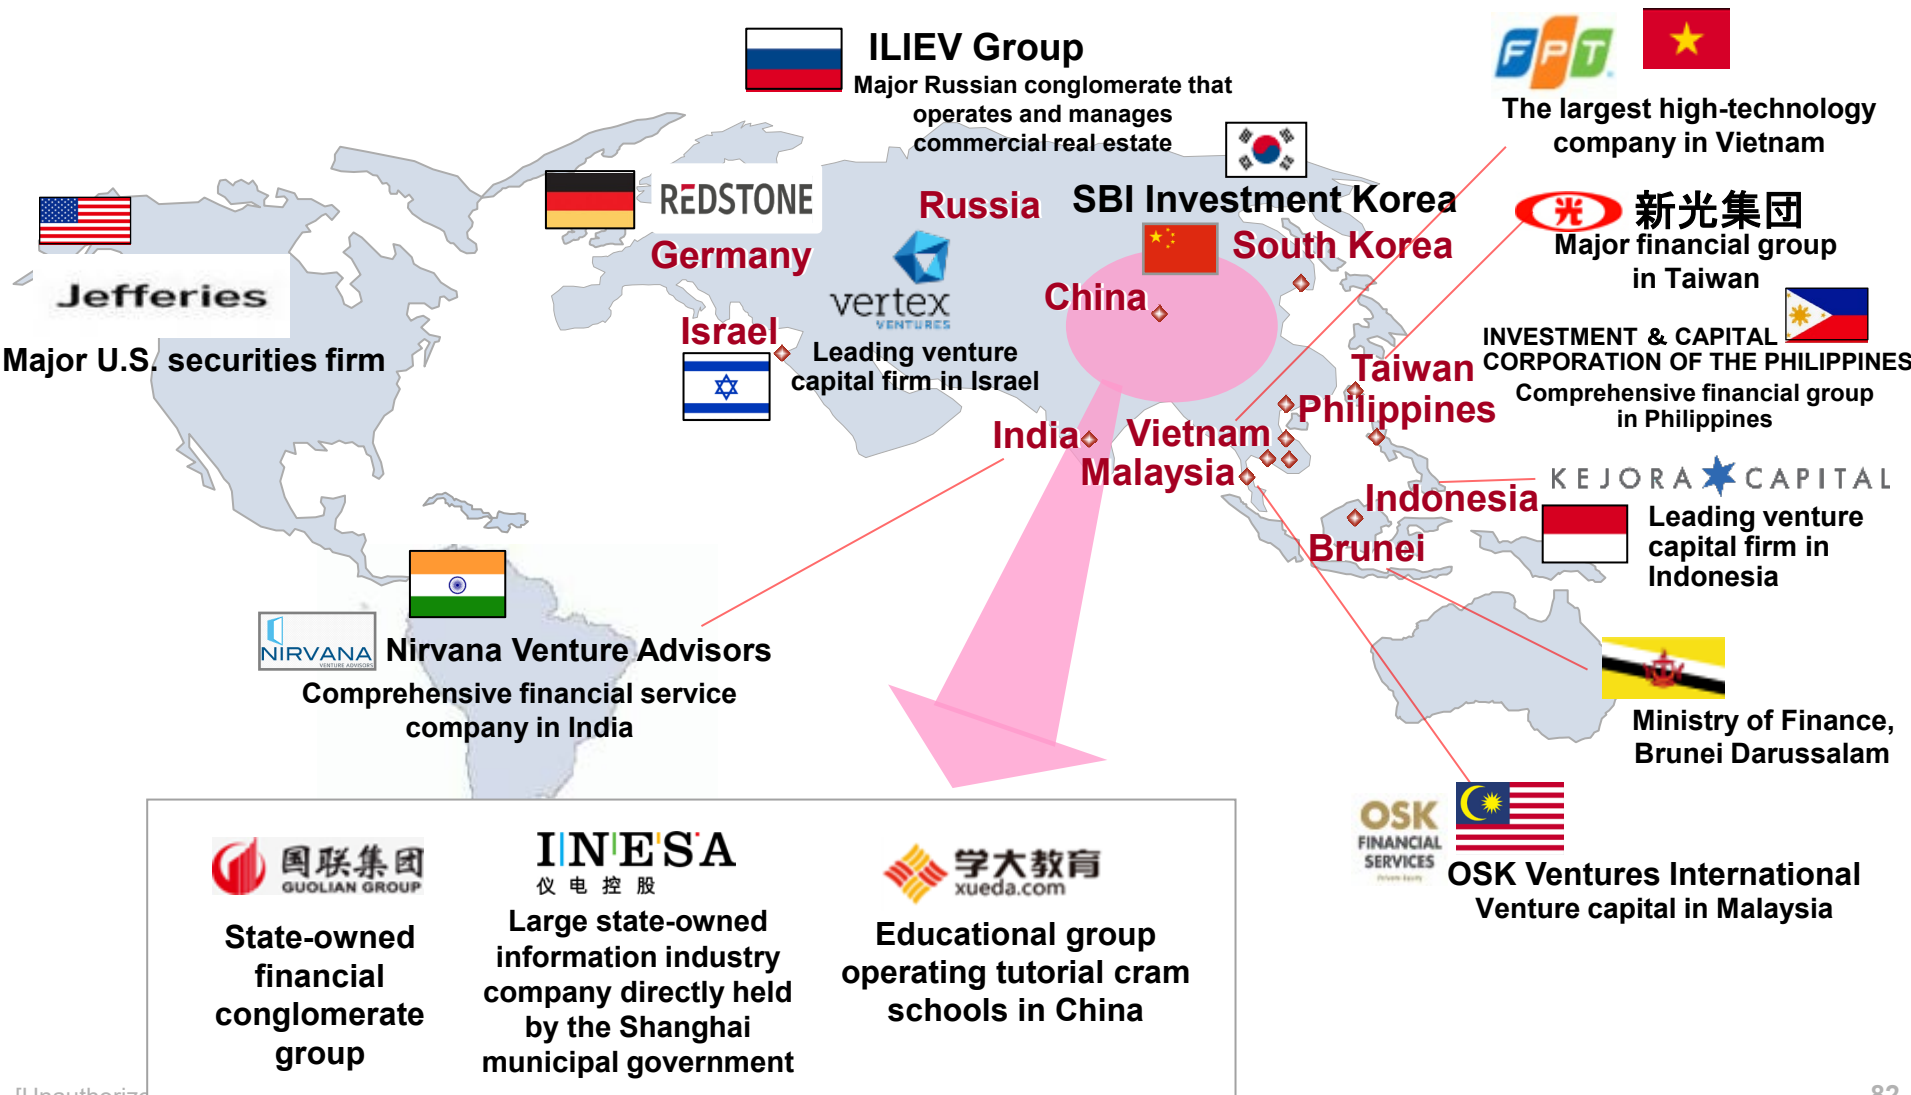 ILIEV Group
Major Russian conglomerate that
operates and manages
commercial real estate
FPT
The largest high-technology
company in Vietnam
REDSTONE
Germany
Russia
SBI Investment Korea
South Korea
光 新光集団
Major financial group
in Taiwan
Jefferies
Major U.S. securities firm
vertex
VENTURES
Leading venture
capital firm in Israel
Israel
China
INVESTMENT & CAPITAL
CORPORATION OF THE PHILIPPINES
Comprehensive financial group
in Philippines
Taiwan
Philippines
India
Vietnam
Malaysia
Indonesia
Brunei
KEJORA CAPITAL
Leading venture
capital firm in
Indonesia
NIRVANA
VENTURE ADVISORS
Nirvana Venture Advisors
Comprehensive financial service
company in India
Ministry of Finance,
Brunei Darussalam
OSK
FINANCIAL
SERVICES
Private Equity
OSK Ventures International
Venture capital in Malaysia
国联集团
GUOLIAN GROUP
State-owned
financial
conglomerate
group
INESA
仪电控股
Large state-owned
information industry
company directly held
by the Shanghai
municipal government
学大教育
xueda.com
Educational group
operating tutorial cram
schools in China
82